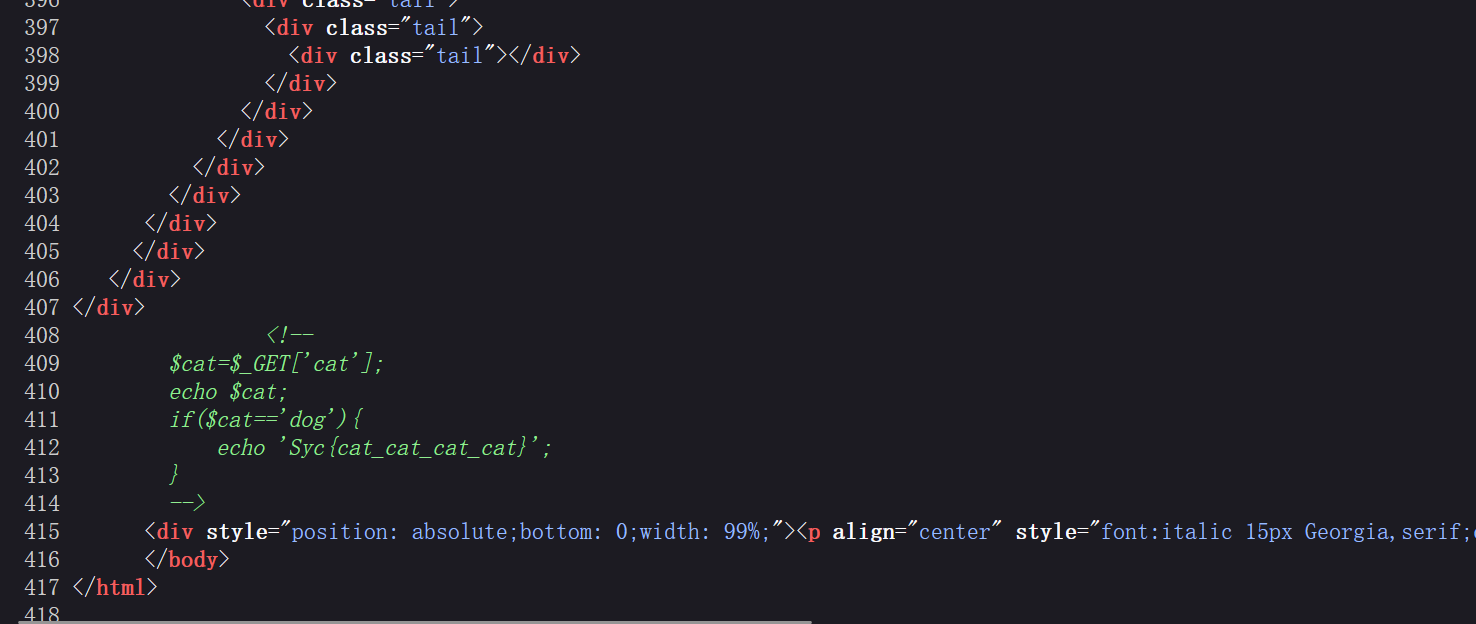 396 <div class="tail">
397 <div class="tail">
398 <div class="tail"></div>
399 </div>
400 </div>
401 </div>
402 </div>
403 </div>
404 </div>
405 </div>
406 </div>
407 </div>
408 <!--
409 $cat=$_GET['cat'];
410 echo $cat;
411 if($cat=='dog'){
412 echo 'Syc{cat_cat_cat_cat}';
413 }
414 -->
415 <div style="position: absolute;bottom: 0;width: 99%;"><p align="center" style="font:italic 15px Georgia,serif;
416 </body>
417 </html>
418